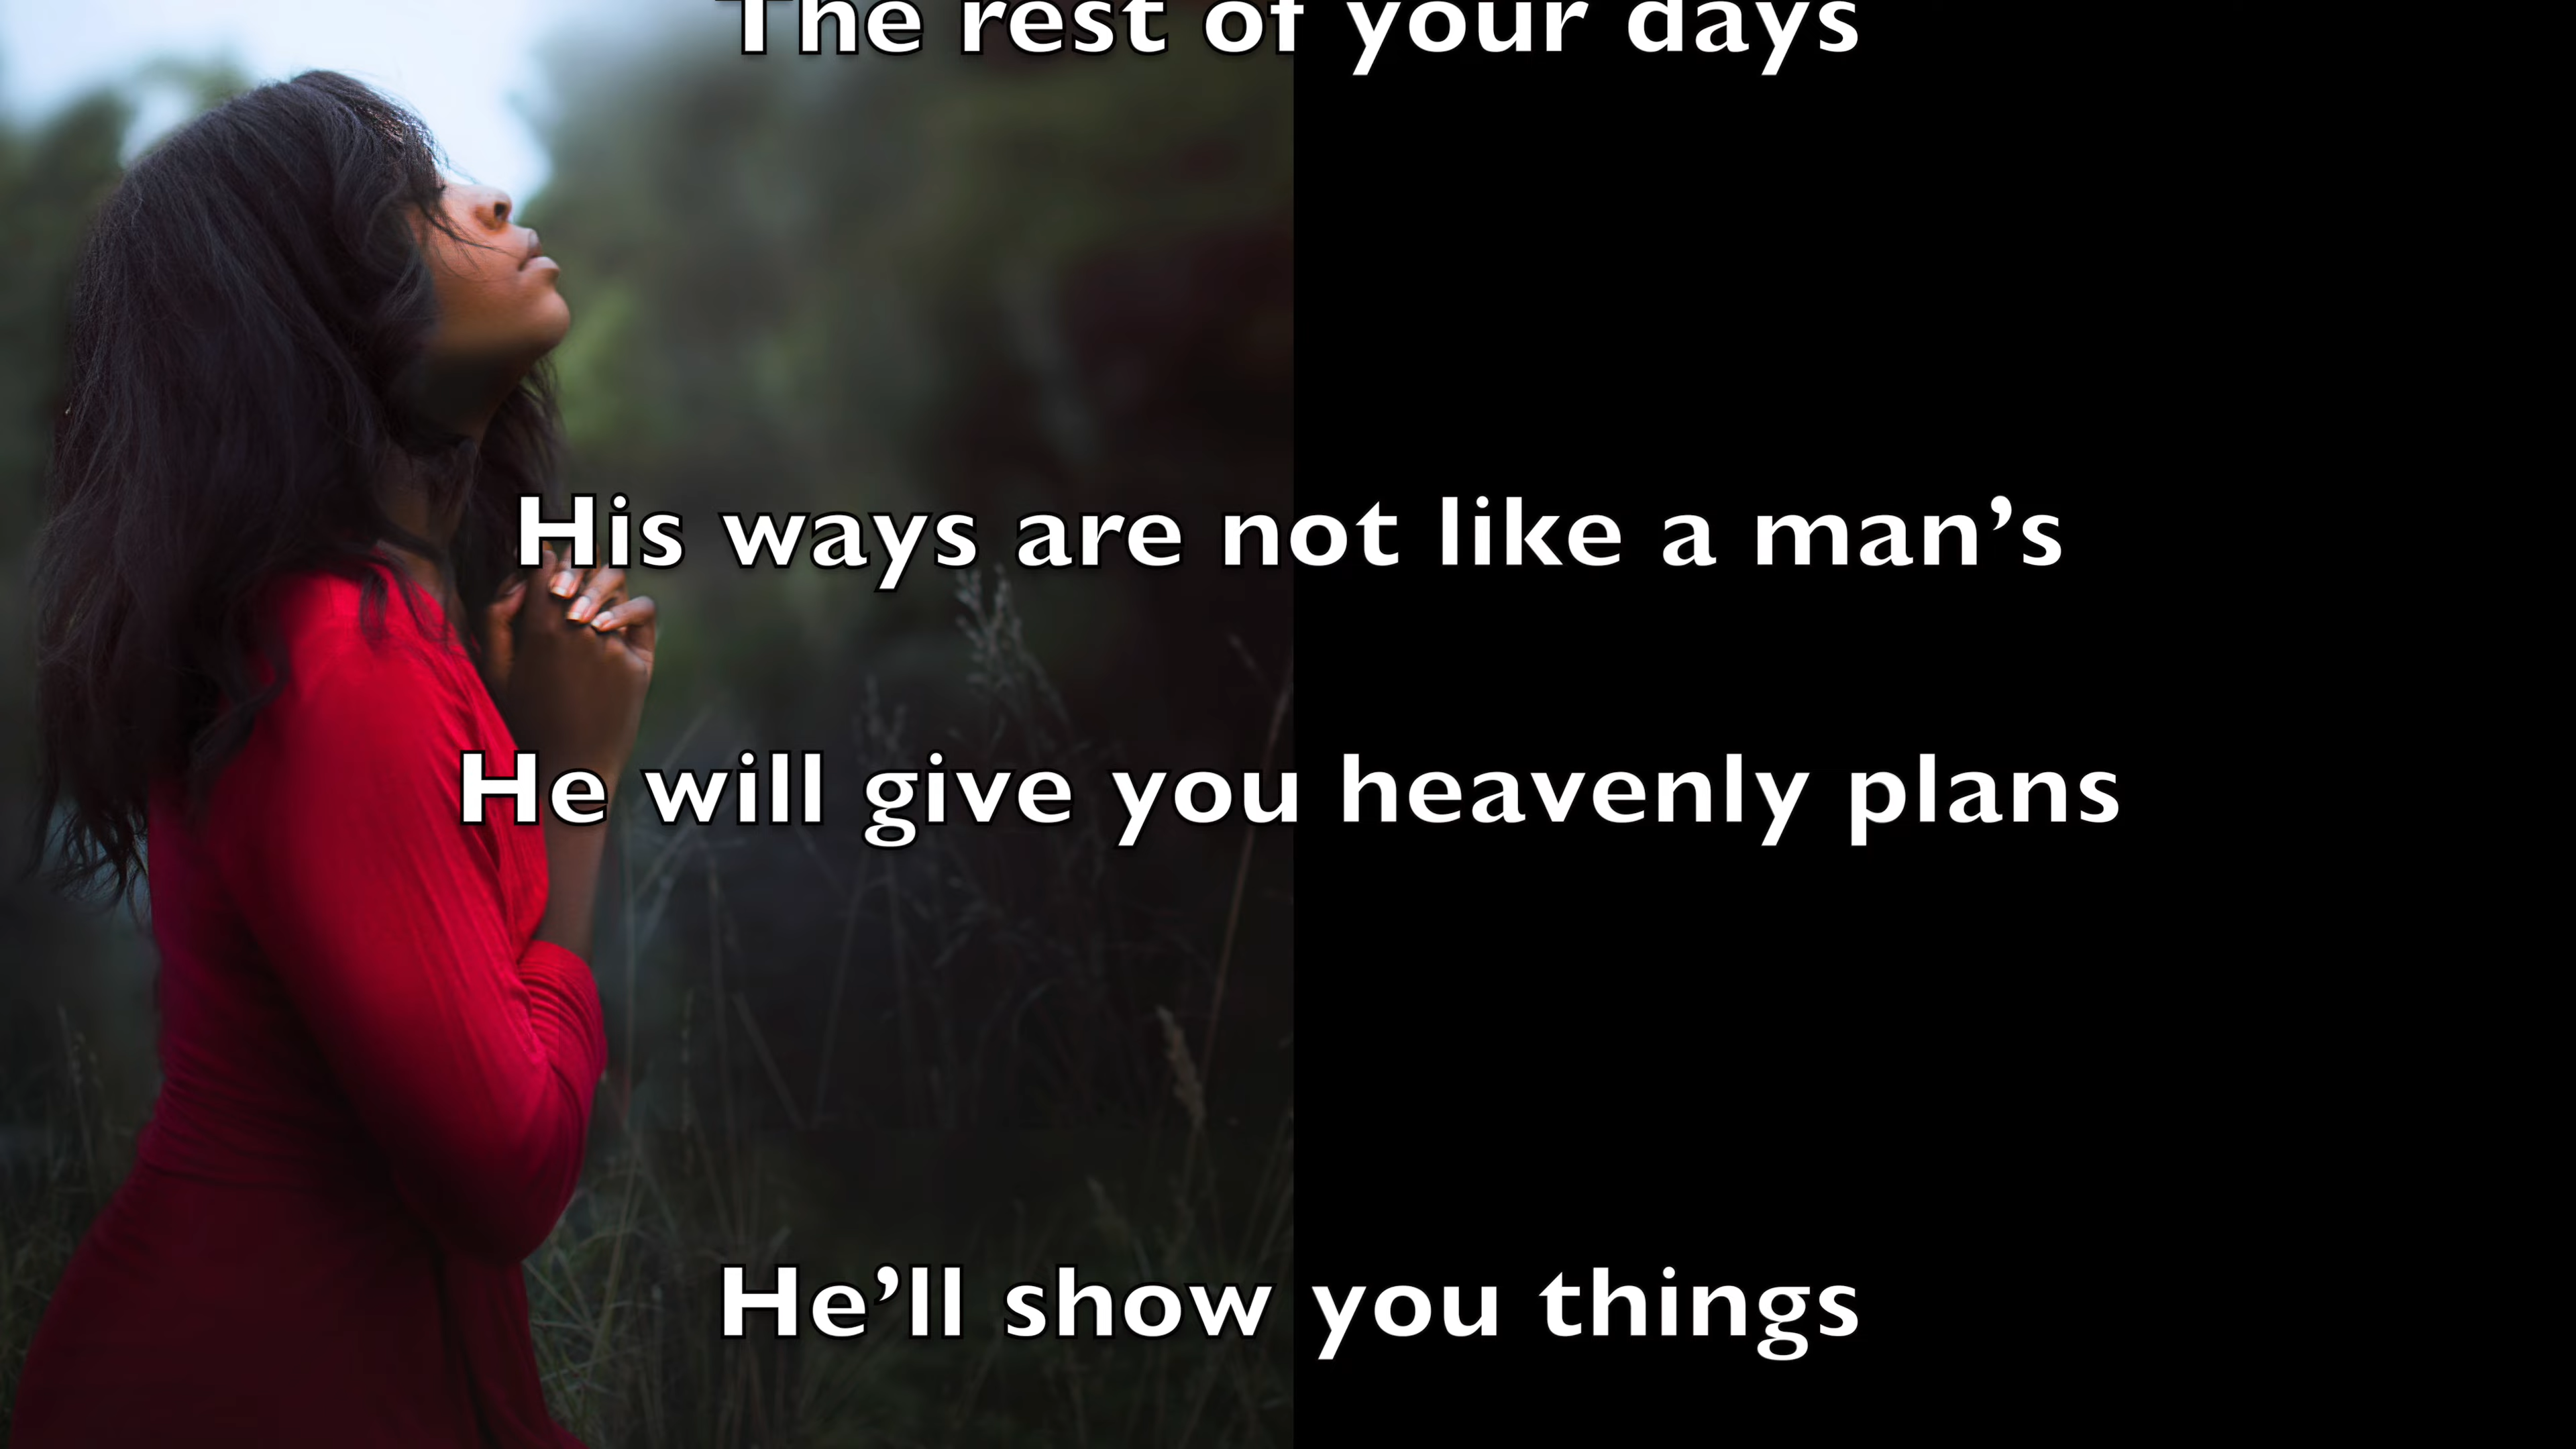 The rest of your days
His ways are not like a man’s
He will give you heavenly plans
He’ll show you things